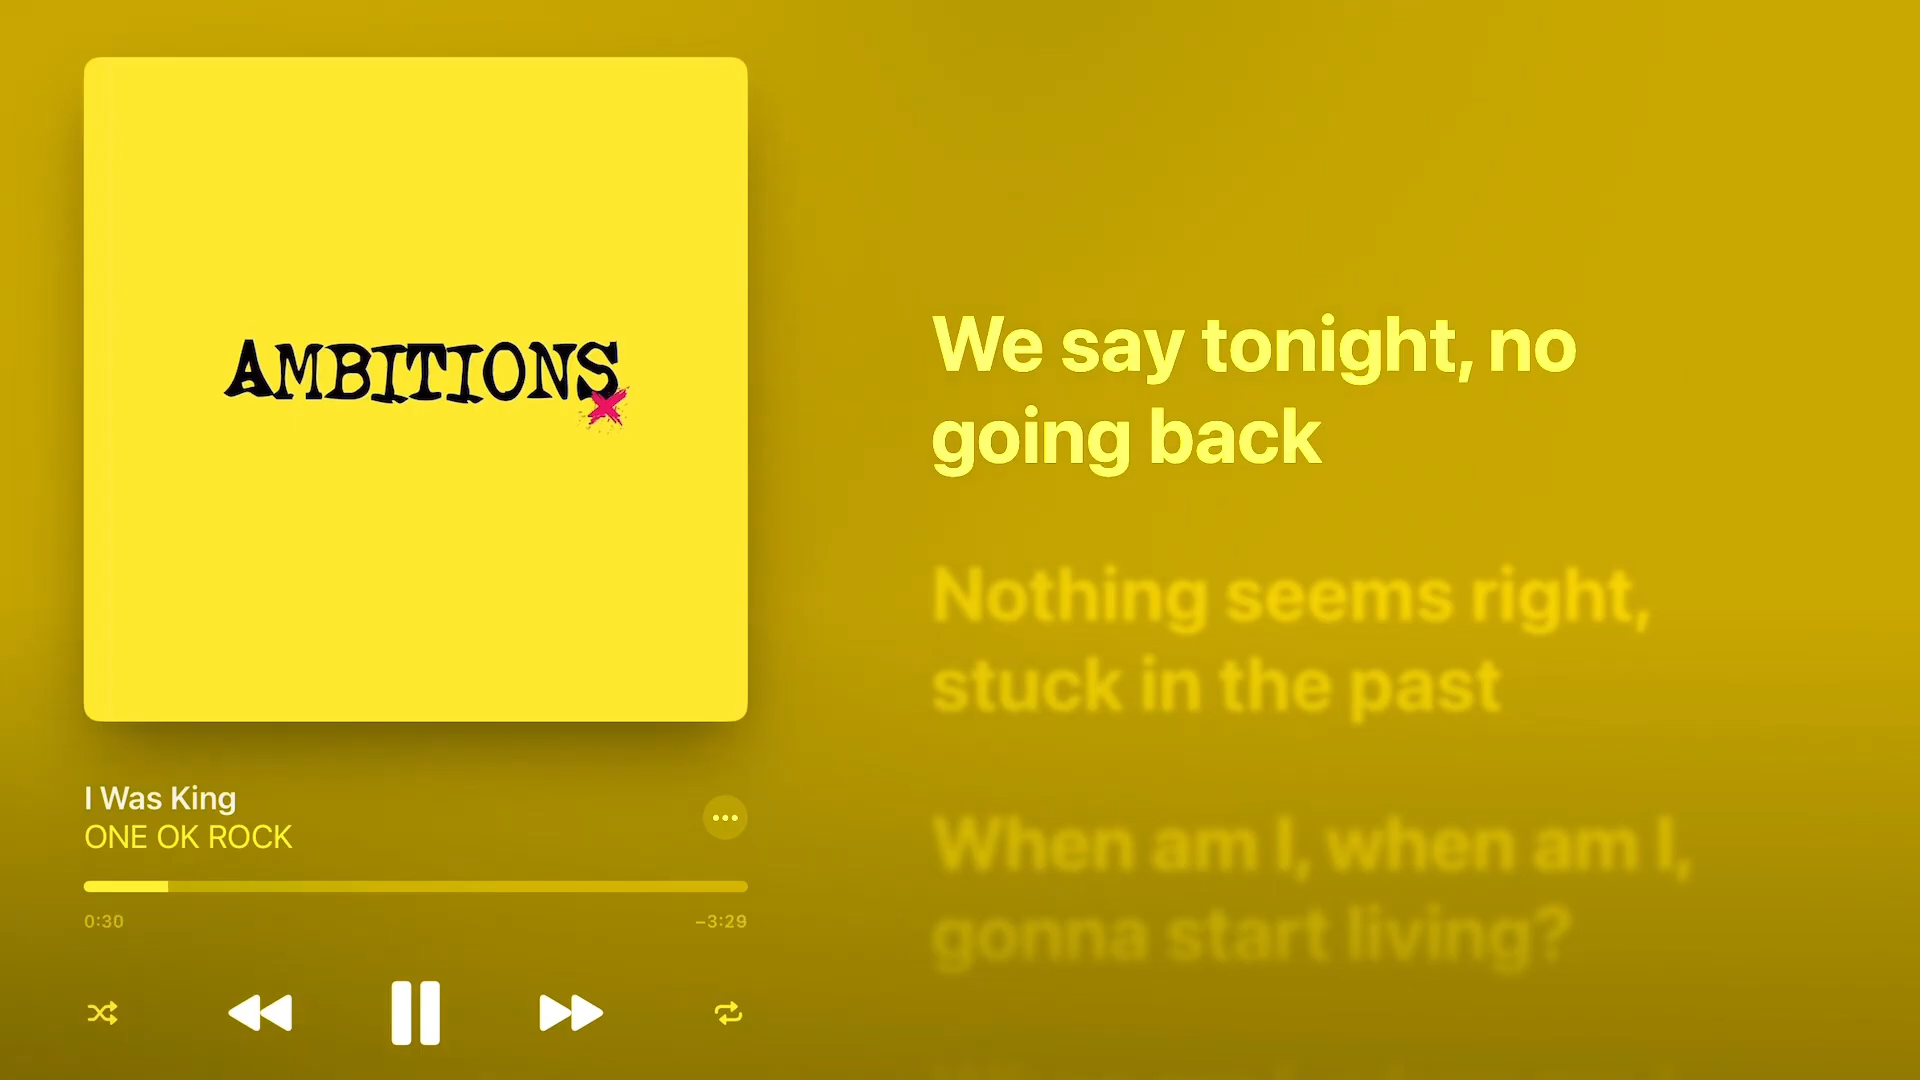 AMBITIONS
I Was King
ONE OK ROCK
0:30
−3:29
We say tonight, no
going back
Nothing seems right,
stuck in the past
When am I, when am I,
gonna start living?